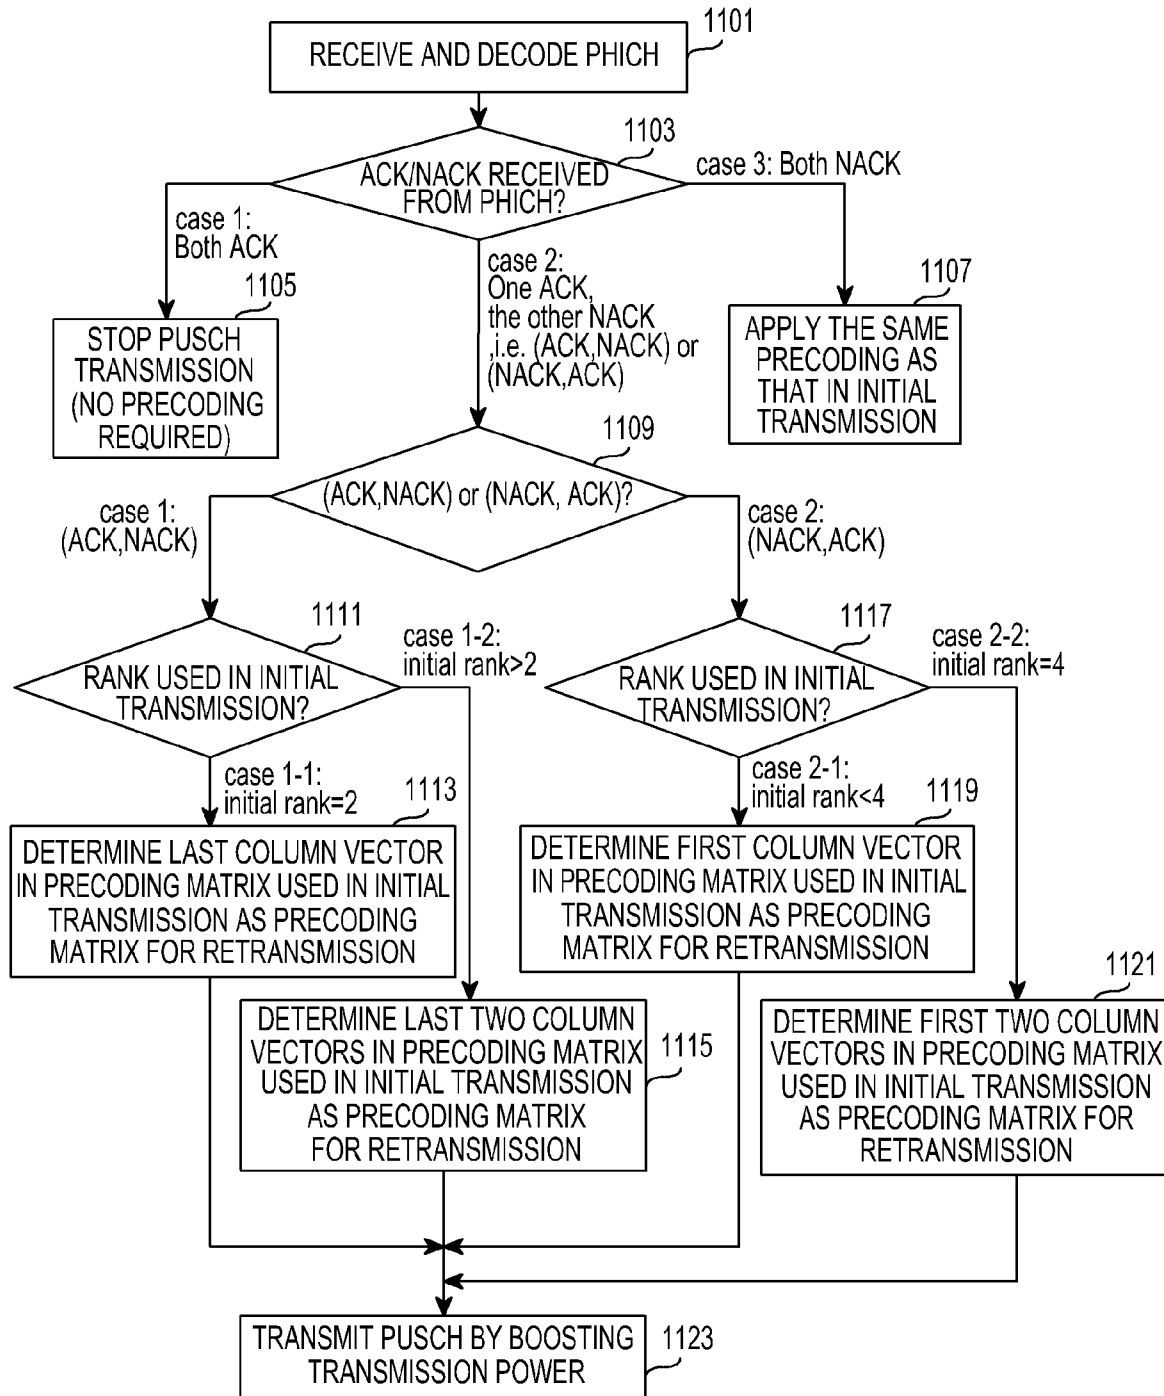 1101
RECEIVE AND DECODE PHICH
1103
ACK/NACK RECEIVED
FROM PHICH?
case 3: Both NACK
case 1:
Both ACK
1105
STOP PUSCH
TRANSMISSION
(NO PRECODING
REQUIRED)
case 2:
One ACK,
the other NACK
,i.e. (ACK,NACK) or
(NACK,ACK)
1107
APPLY THE SAME
PRECODING AS
THAT IN INITIAL
TRANSMISSION
1109
(ACK,NACK) or (NACK, ACK)?
case 1:
(ACK,NACK)
case 2:
(NACK,ACK)
1111
RANK USED IN INITIAL
TRANSMISSION?
case 1-2:
initial rank>2
1117
RANK USED IN INITIAL
TRANSMISSION?
case 2-2:
initial rank=4
case 1-1:
initial rank=2
1113
DETERMINE LAST COLUMN VECTOR
IN PRECODING MATRIX USED IN INITIAL
TRANSMISSION AS PRECODING
MATRIX FOR RETRANSMISSION
case 2-1:
initial rank<4
1119
DETERMINE FIRST COLUMN VECTOR
IN PRECODING MATRIX USED IN INITIAL
TRANSMISSION AS PRECODING
MATRIX FOR RETRANSMISSION
DETERMINE LAST TWO COLUMN
VECTORS IN PRECODING MATRIX
USED IN INITIAL TRANSMISSION
AS PRECODING MATRIX
FOR RETRANSMISSION
1115
1121
DETERMINE FIRST TWO COLUMN
VECTORS IN PRECODING MATRIX
USED IN INITIAL TRANSMISSION
AS PRECODING MATRIX FOR
RETRANSMISSION
TRANSMIT PUSCH BY BOOSTING
TRANSMISSION POWER
1123